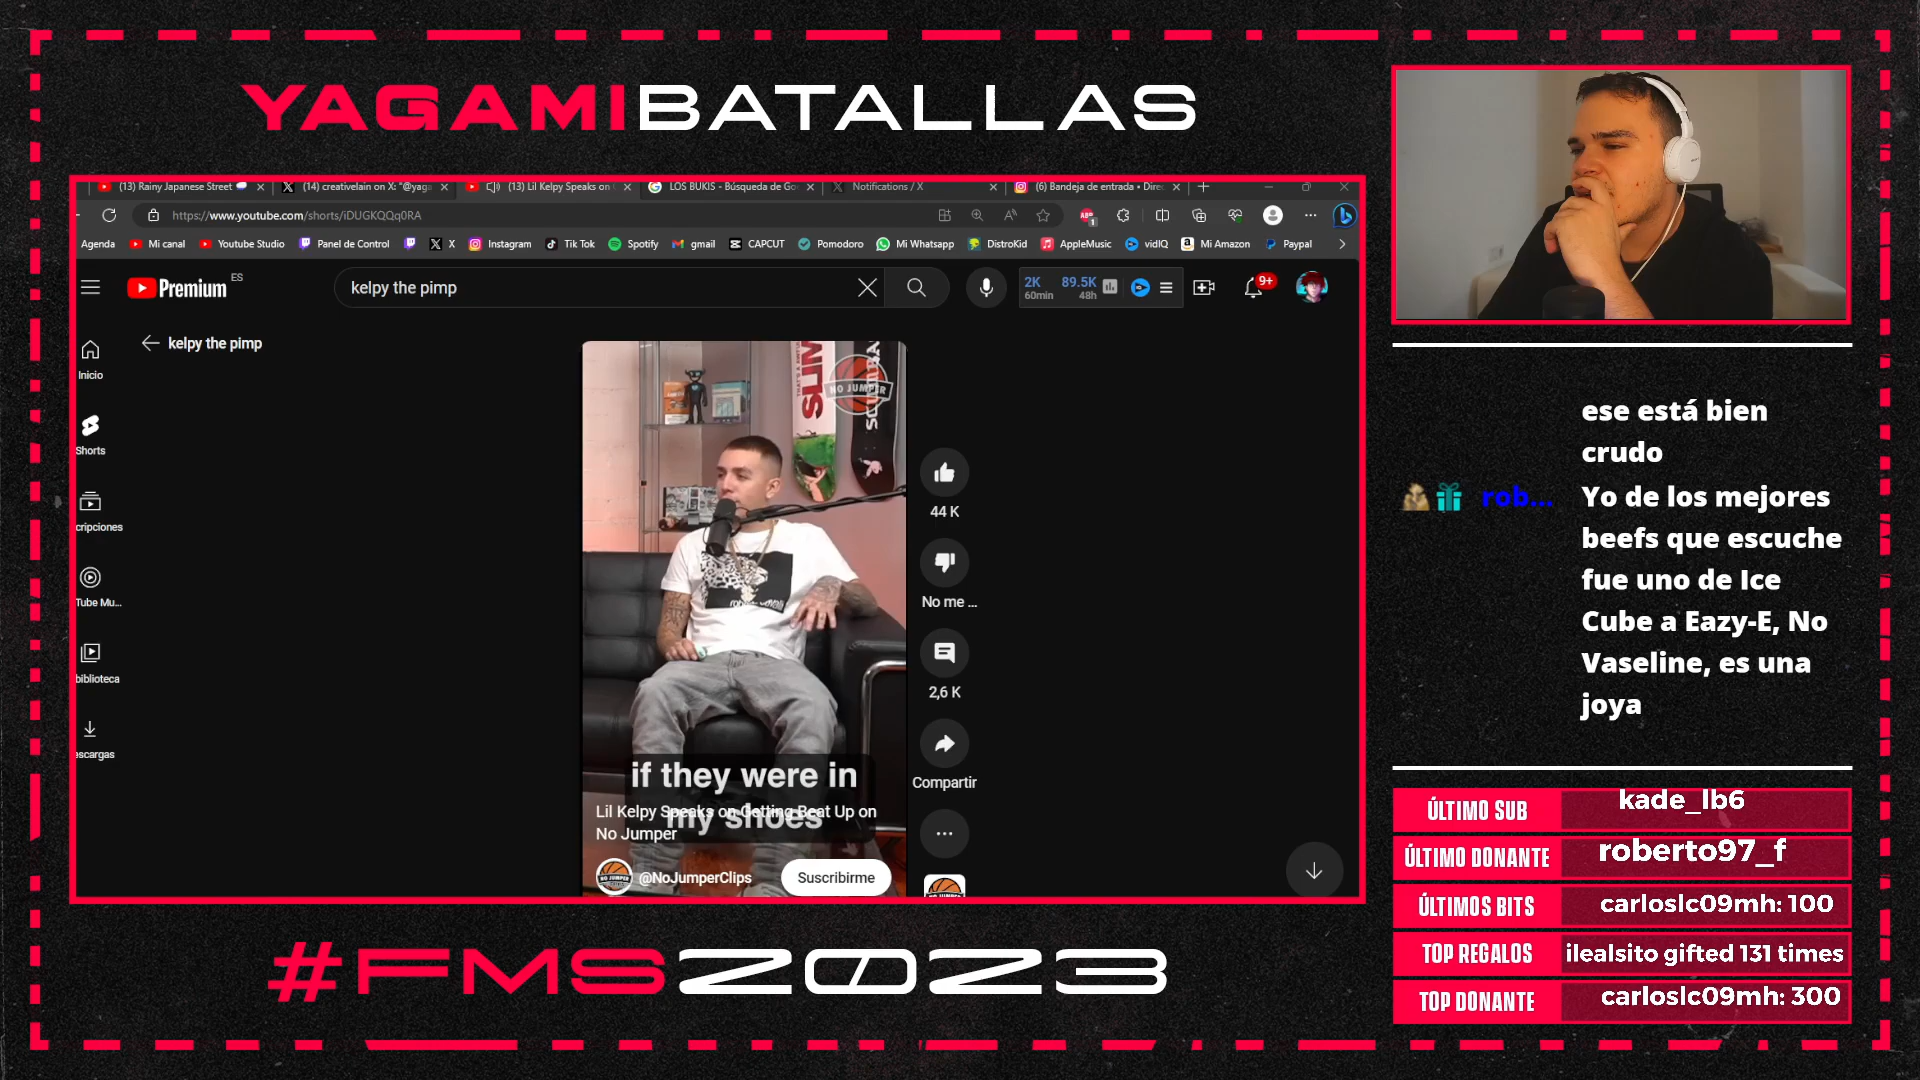 YAGAMIBATALLAS
(13) Rainy Japanese Street
(14) creativelain on X: "@yaga
(13) Lil Kelpy Speaks on
LOS BUKIS - Búsqueda de Go
Notifications / X
(6) Bandeja de entrada • Direc
https://www.youtube.com/shorts/iDUGKQQq0RA
Agenda
Mi canal
Youtube Studio
Panel de Control
X
Instagram
Tik Tok
Spotify
gmail
CAPCUT
Pomodoro
Mi Whatsapp
DistroKid
AppleMusic
vidIQ
Mi Amazon
Paypal
Premium ES
kelpy the pimp
2K 89.5K
60min 48h
9+
kelpy the pimp
Inicio
Shorts
cripciones
Tube Mu...
biblioteca
escargas
NO JUMPER
44 K
No me ...
2,6 K
Compartir
if they were in
my shoes
Lil Kelpy Speaks on Getting Beat Up on
No Jumper
@NoJumperClips
Suscribirme
ese está bien
crudo
rob... Yo de los mejores
beefs que escuche
fue uno de Ice
Cube a Eazy-E, No
Vaseline, es una
joya
ÚLTIMO SUB kade_lb6
ÚLTIMO DONANTE roberto97_f
ÚLTIMOS BITS carloslc09mh: 100
TOP REGALOS ilealsito gifted 131 times
TOP DONANTE carloslc09mh: 300
#FMS2023